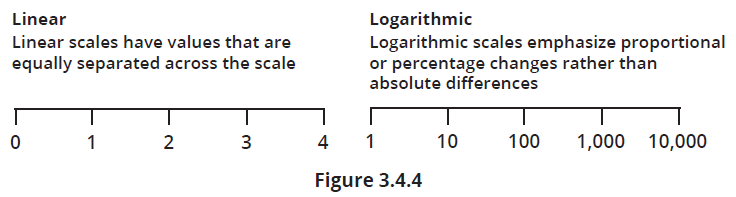 Linear
Linear scales have values that are
equally separated across the scale
0 1 2 3 4
Logarithmic
Logarithmic scales emphasize proportional
or percentage changes rather than
absolute differences
1 10 100 1,000 10,000
Figure 3.4.4